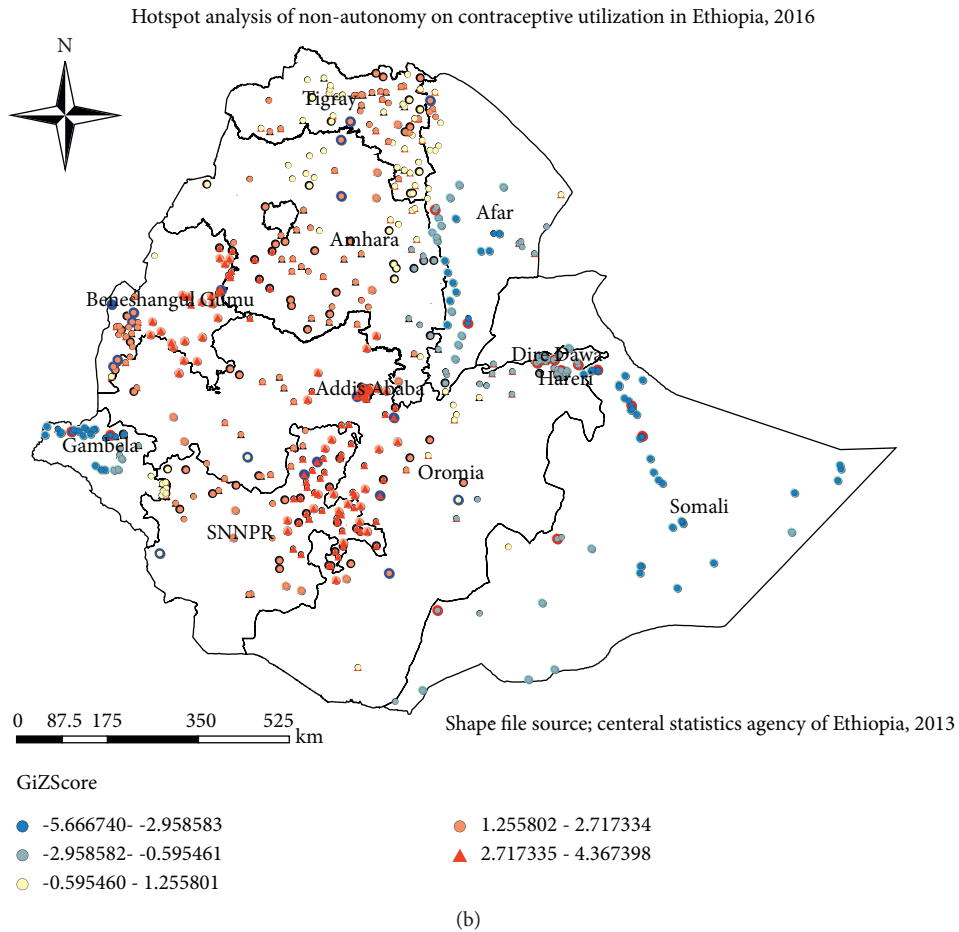 Hotspot analysis of non-autonomy on contraceptive utilization in Ethiopia, 2016
N
Tigray
Afar
Amhara
Beneshangul Gumu
Dire Dawa
Hareri
Addis Ababa
Gambela
Oromia
Somali
SNNPR
0 87.5 175 350 525
km
Shape file source; centeral statistics agency of Ethiopia, 2013
GiZScore
-5.666740- -2.958583
-2.958582- -0.595461
-0.595460 - 1.255801
1.255802 - 2.717334
2.717335 - 4.367398
(b)